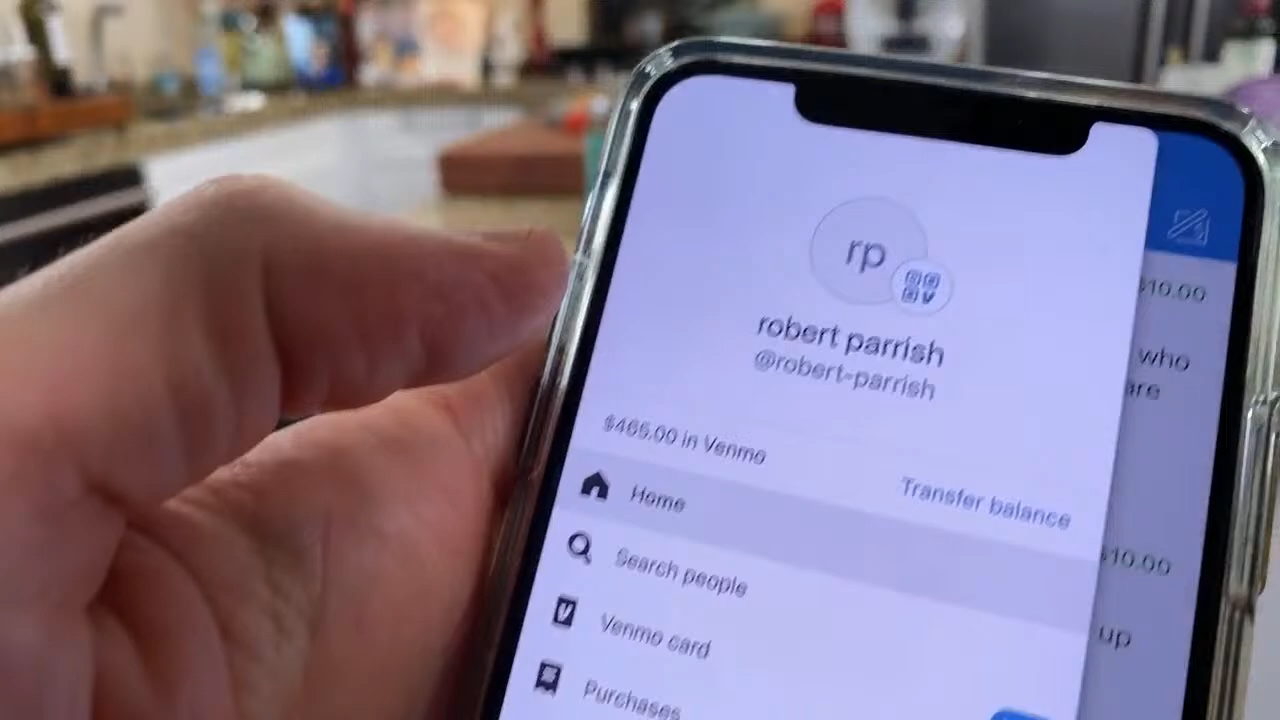 rp
robert parrish
@robert-parrish
$465.00 in Venmo
Transfer balance
Home
Search people
Venmo card
Purchases
$10.00
who
are
$10.00
up